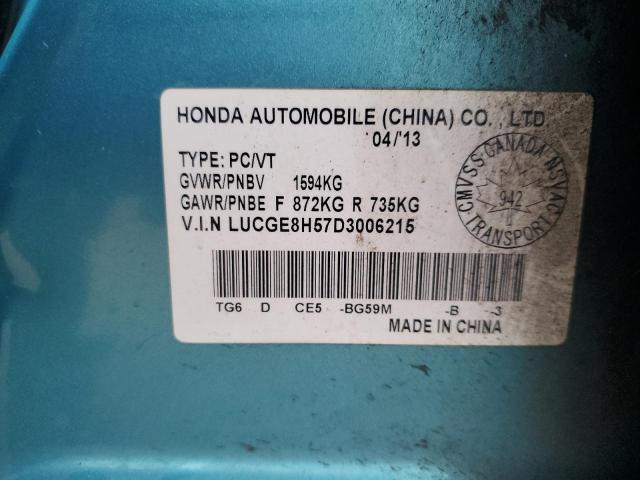 HONDA AUTOMOBILE (CHINA) CO., LTD
04/'13
TYPE: PC/VT
GVWR/PNBV 1594KG
GAWR/PNBE F 872KG R 735KG
V.I.N LUCGE8H57D3006215
CMVSS CANADA NSVAC
942
TRANSPORT
TG6 D CE5 -BG59M -B -3
MADE IN CHINA